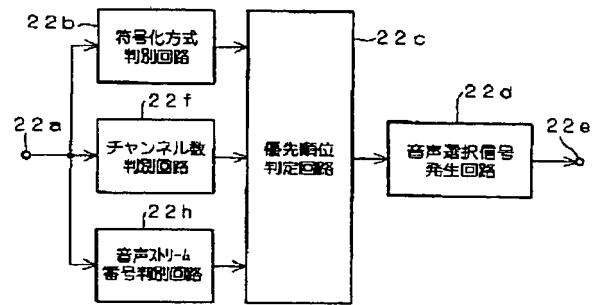 22b
符号化方式
判別回路
22c
22f
22d
22a
22e
チャンネル数
判別回路
優先順位
判定回路
音声選択信号
発生回路
22h
音声ストリーム
番号判別回路